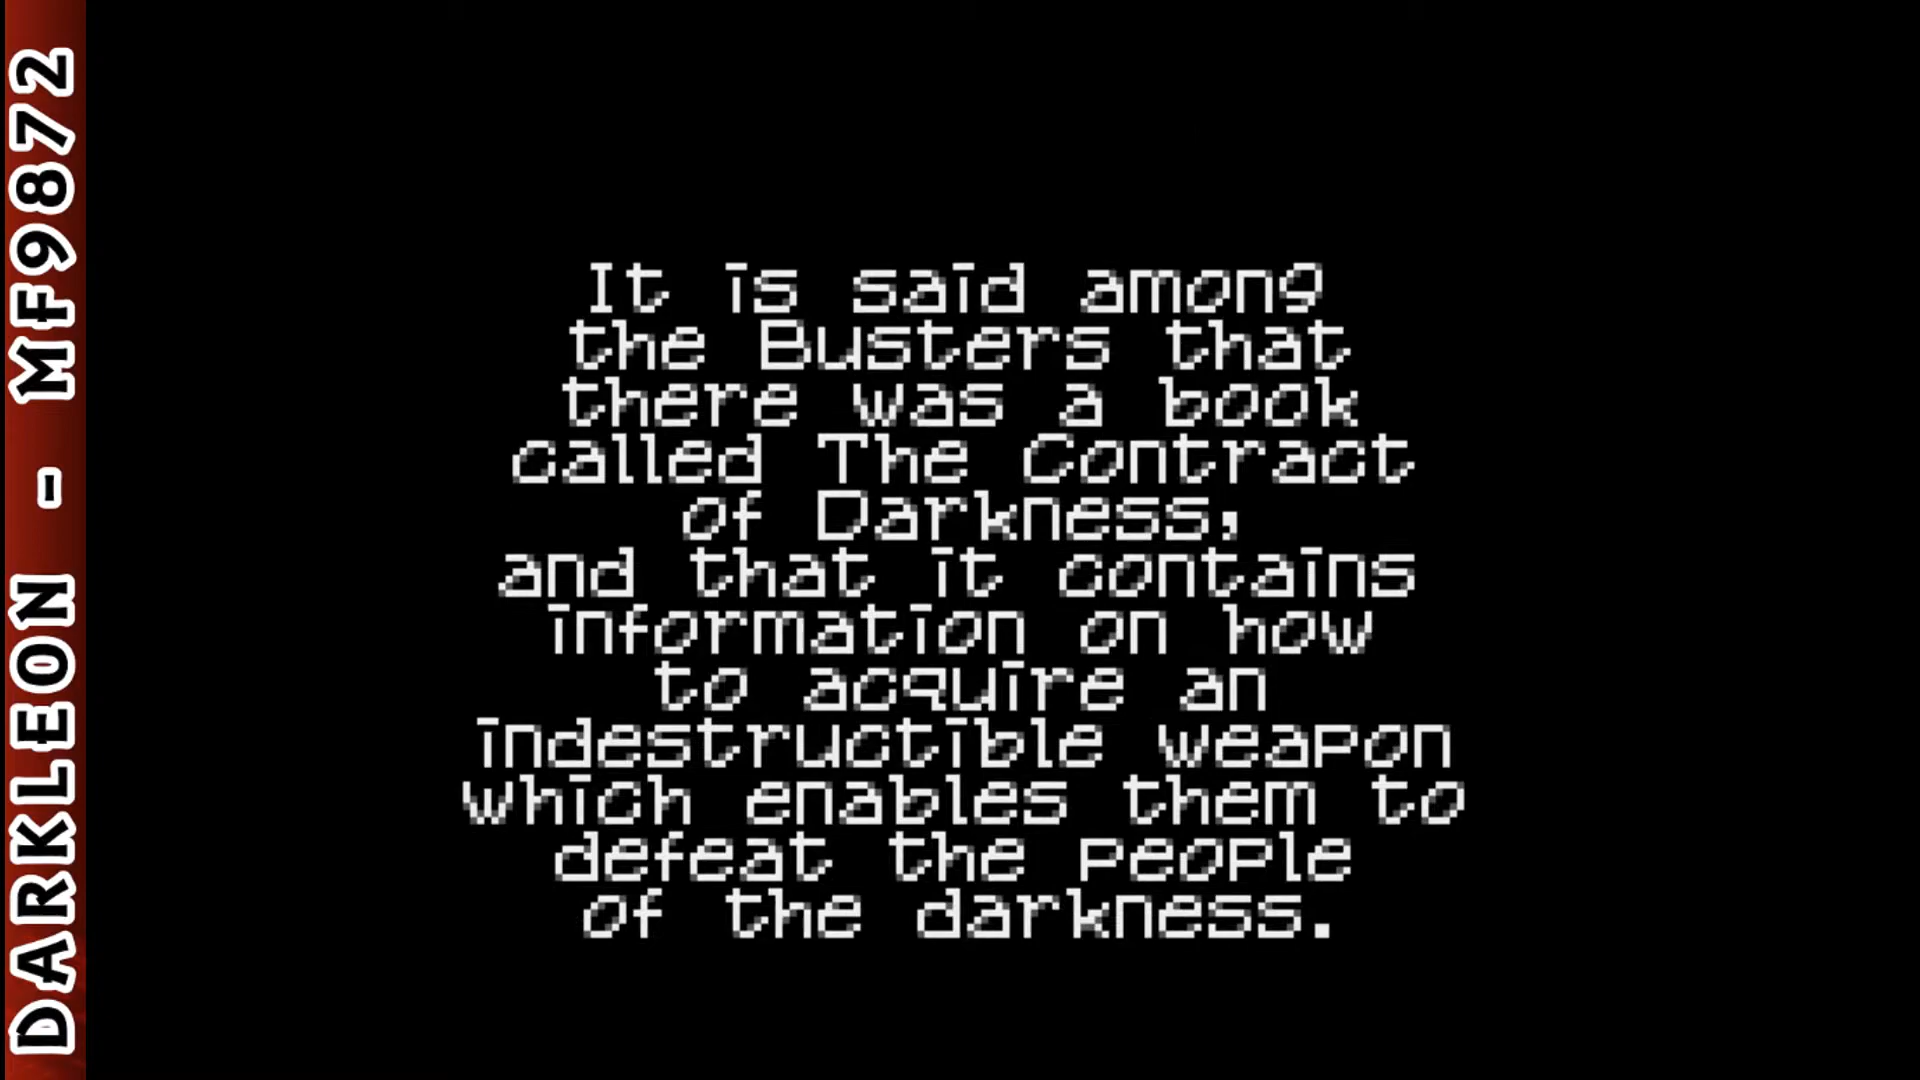 DARKLEON - MF9872
It is said among
the Busters that
there was a book
called The Contract
of Darkness,
and that it contains
information on how
to acquire an
indestructible weapon
which enables them to
defeat the people
of the darkness.